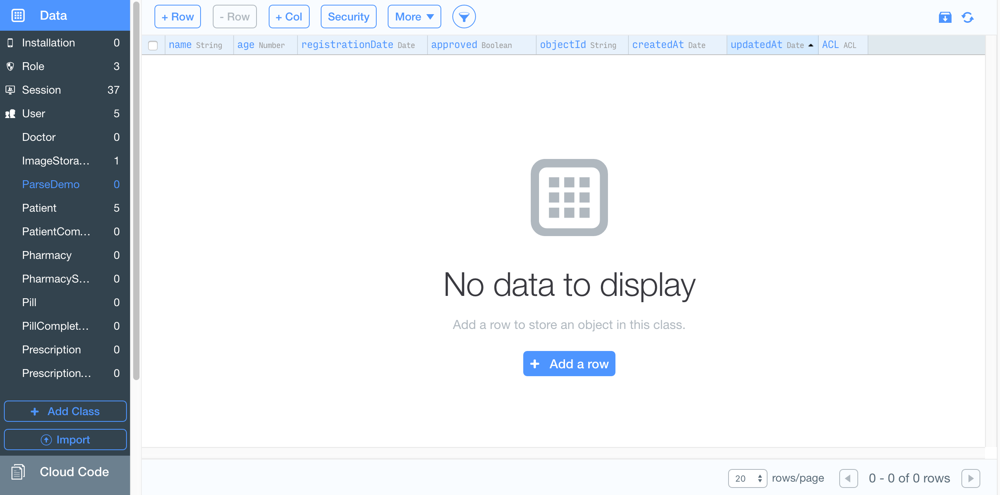 Data
Installation 0
Role 3
Session 37
User 5
Doctor 0
ImageStora... 1
ParseDemo 0
Patient 5
PatientCom... 0
Pharmacy 0
PharmacyS... 0
Pill 0
PillComplet... 0
Prescription 0
Prescription... 0
+ Add Class
Import
Cloud Code
+ Row - Row + Col Security More
name String age Number registrationDate Date approved Boolean objectId String createdAt Date updatedAt Date ACL ACL
No data to display
Add a row to store an object in this class.
+ Add a row
20 rows/page 0 - 0 of 0 rows